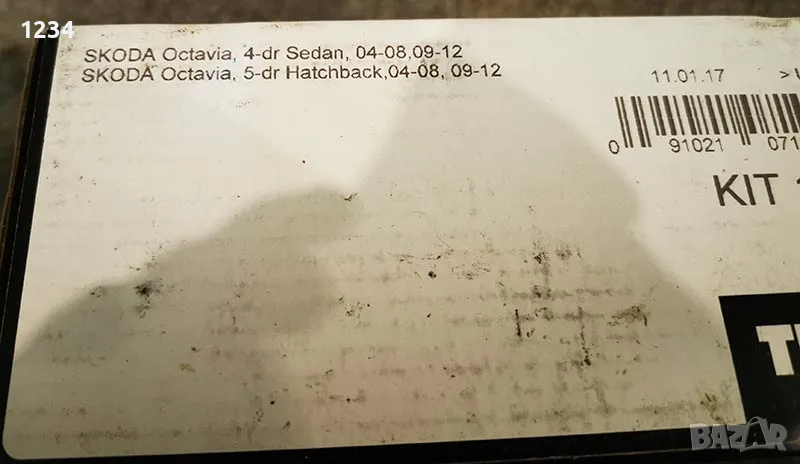 1234
SKODA Octavia, 4-dr Sedan, 04-08,09-12
SKODA Octavia, 5-dr Hatchback,04-08, 09-12
11.01.17
0 91021 071
KIT
BAZAR